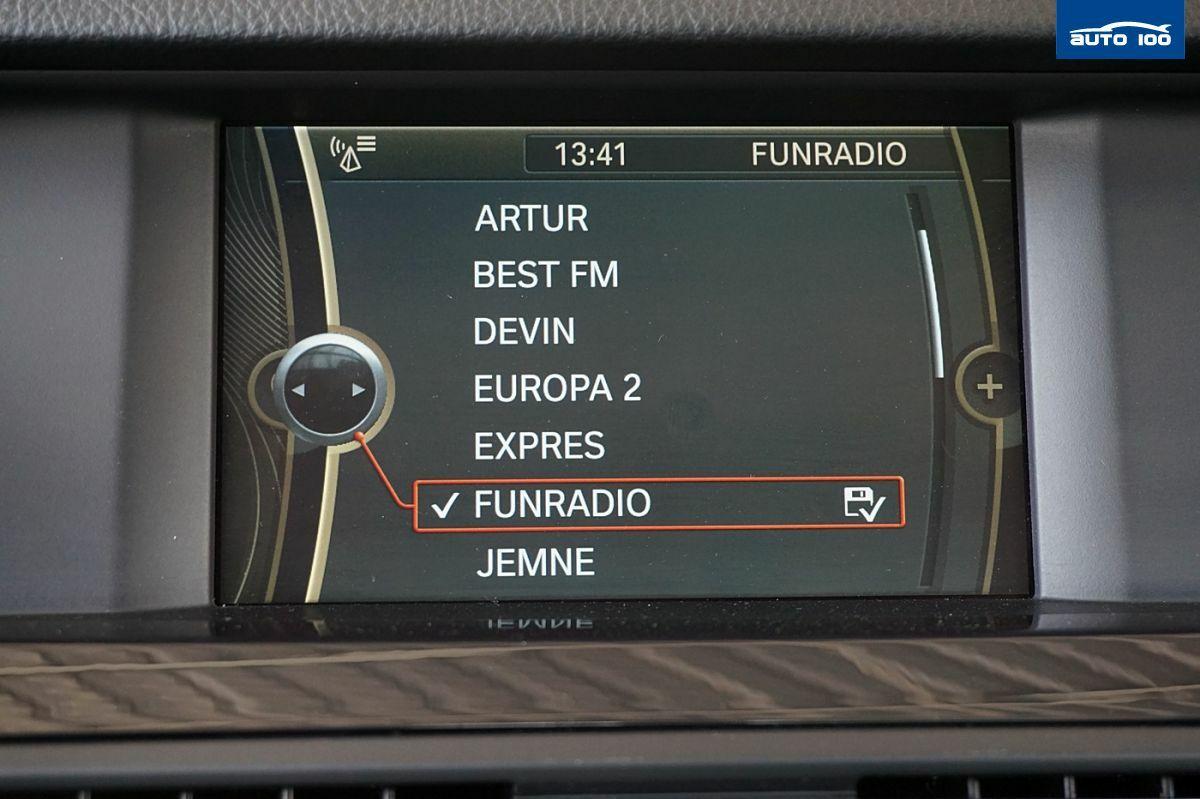 AUTO 100
13:41 FUNRADIO
ARTUR
BEST FM
DEVIN
EUROPA 2
EXPRES
FUNRADIO
JEMNE